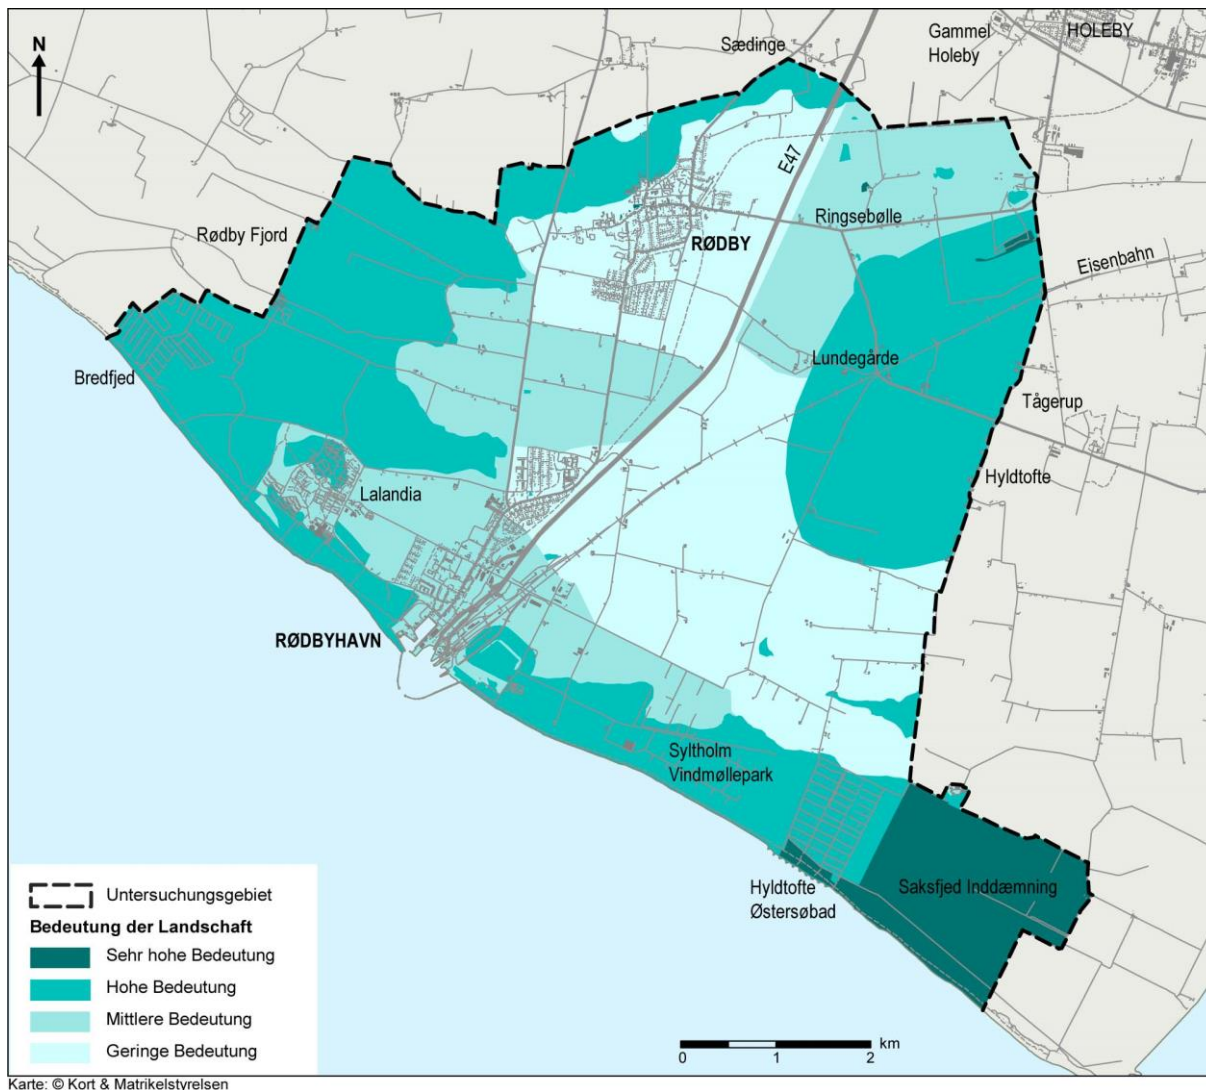 N
Sædinge
Gammel
Holeby
HOLEBY
E47
Rødby Fjord
RØDBY
Ringsebølle
Eisenbahn
Bredfjed
Lundegårde
Tågerup
Hyldtofte
Lalandia
RØDBYHAVN
Syltholm
Vindmøllepark
Hyldtofte
Østersøbad
Saksfjed Inddæmning
Untersuchungsgebiet
Bedeutung der Landschaft
Sehr hohe Bedeutung
Hohe Bedeutung
Mittlere Bedeutung
Geringe Bedeutung
km
0 1 2
Karte: © Kort & Matrikelstyrelsen